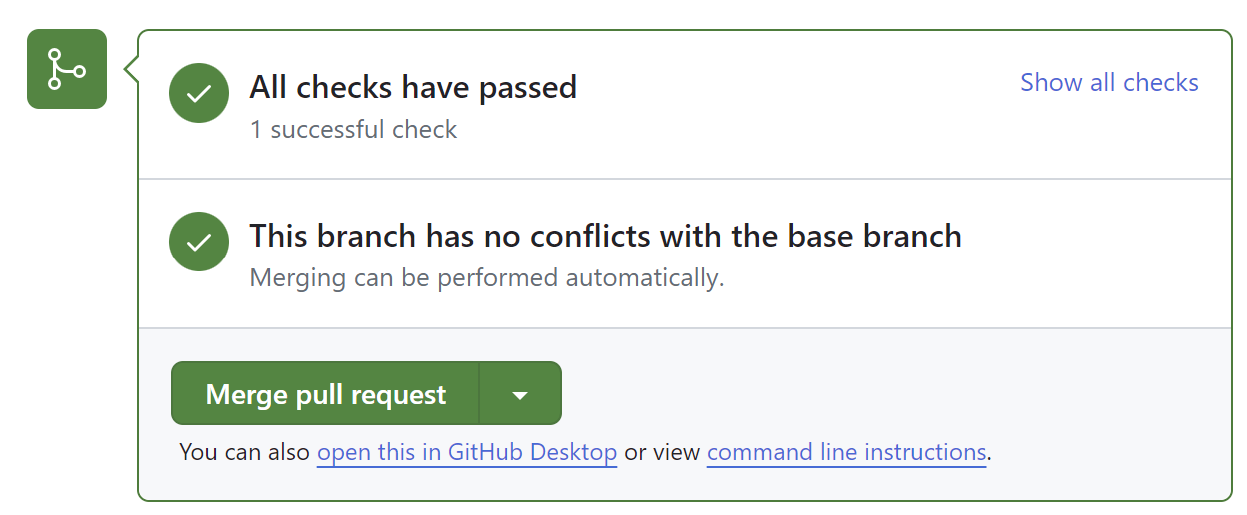 All checks have passed
Show all checks
1 successful check
This branch has no conflicts with the base branch
Merging can be performed automatically.
Merge pull request
You can also open this in GitHub Desktop or view command line instructions.